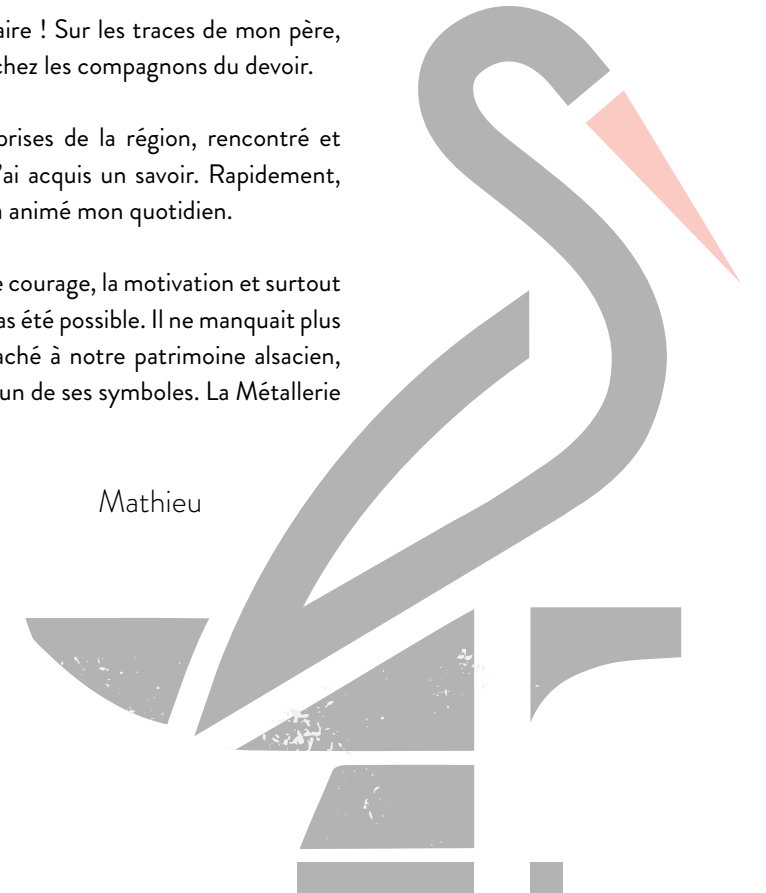 aire ! Sur les traces de mon père,
chez les compagnons du devoir.
prises de la région, rencontré et
'ai acquis un savoir. Rapidement,
animé mon quotidien.
e courage, la motivation et surtout
as été possible. Il ne manquait plus
aché à notre patrimoine alsacien,
un de ses symboles. La Métallerie
Mathieu